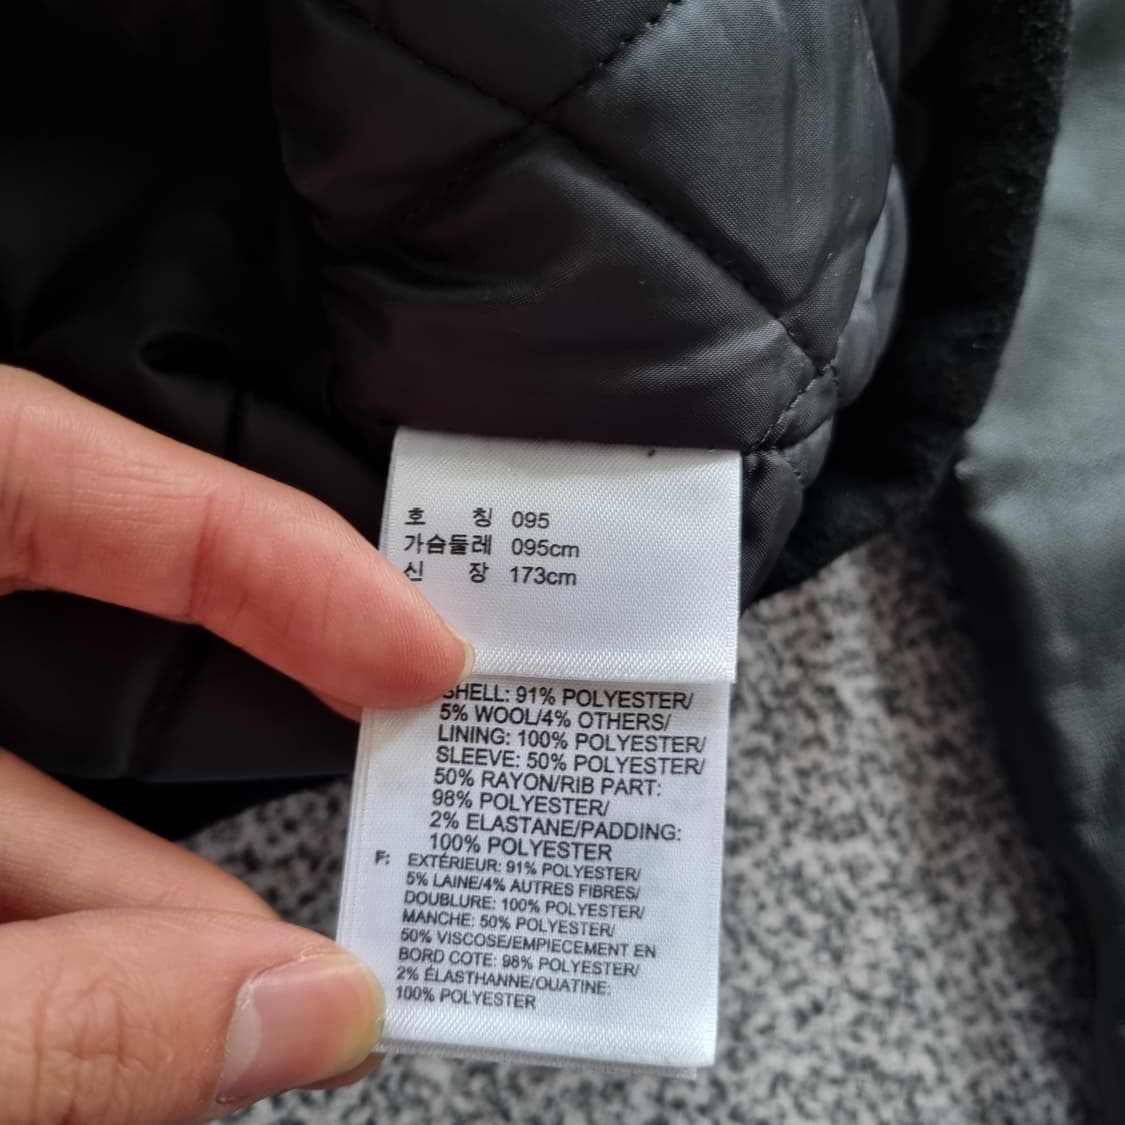 호 칭 095
가슴둘레 095cm
신 장 173cm
SHELL: 91% POLYESTER/
5% WOOL/4% OTHERS/
LINING: 100% POLYESTER/
SLEEVE: 50% POLYESTER/
50% RAYON/RIB PART:
98% POLYESTER/
2% ELASTANE/PADDING:
100% POLYESTER
F: EXTÉRIEUR: 91% POLYESTER/
5% LAINE/4% AUTRES FIBRES/
DOUBLURE: 100% POLYESTER/
MANCHE: 50% POLYESTER/
50% VISCOSE/EMPIECEMENT EN
BORD COTE: 98% POLYESTER/
2% ÉLASTHANNE/OUATINE:
100% POLYESTER